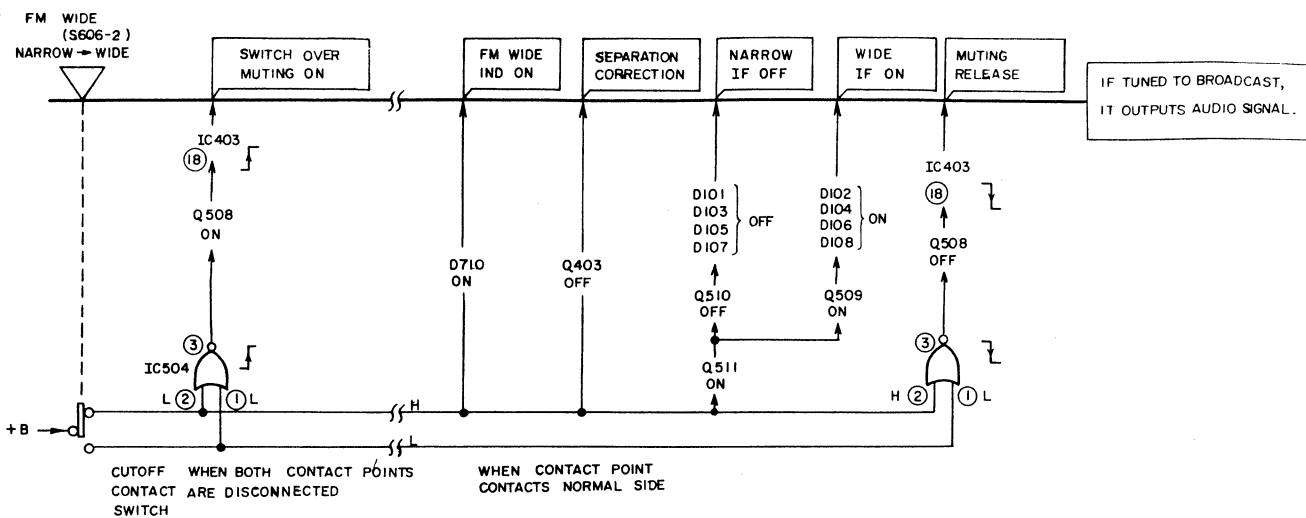 FM WIDE
(S606-2)
NARROW → WIDE
SWITCH OVER
MUTING ON
FM WIDE
IND ON
SEPARATION
CORRECTION
NARROW
IF OFF
WIDE
IF ON
MUTING
RELEASE
IF TUNED TO BROADCAST,
IT OUTPUTS AUDIO SIGNAL.
IC403
18
Q508
ON
3
IC504
L 2 1 L
D710
ON
Q403
OFF
D101
D103
D105
D107
OFF
Q510
OFF
Q511
ON
D102
D104
D106
D108
ON
Q509
ON
IC403
18
Q508
OFF
3
H 2 1 L
H
L
+B
CUTOFF WHEN BOTH CONTACT POINTS
CONTACT ARE DISCONNECTED
SWITCH
WHEN CONTACT POINT
CONTACTS NORMAL SIDE